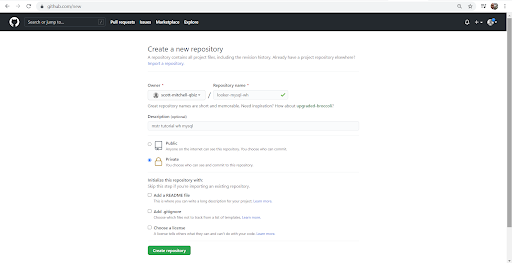 github.com/new
Search or jump to...
Pull requests Issues Marketplace Explore
Create a new repository
A repository contains all project files, including the revision history. Already have a project repository elsewhere?
Import a repository.
Owner * Repository name *
scott-mitchell-qbiz / looker-mysql-wh
Great repository names are short and memorable. Need inspiration? How about upgraded-broccoli?
Description (optional)
tutorial wh mysql
Public
Anyone on the internet can see this repository. You choose who can commit.
Private
You choose who can see and commit to this repository.
Initialize this repository with:
Skip this step if you're importing an existing repository.
Add a README file
This is where you can write a long description for your project. Learn more.
Add .gitignore
Choose which files not to track from a list of templates. Learn more.
Choose a license
A license tells others what they can and can't do with your code. Learn more.
Create repository